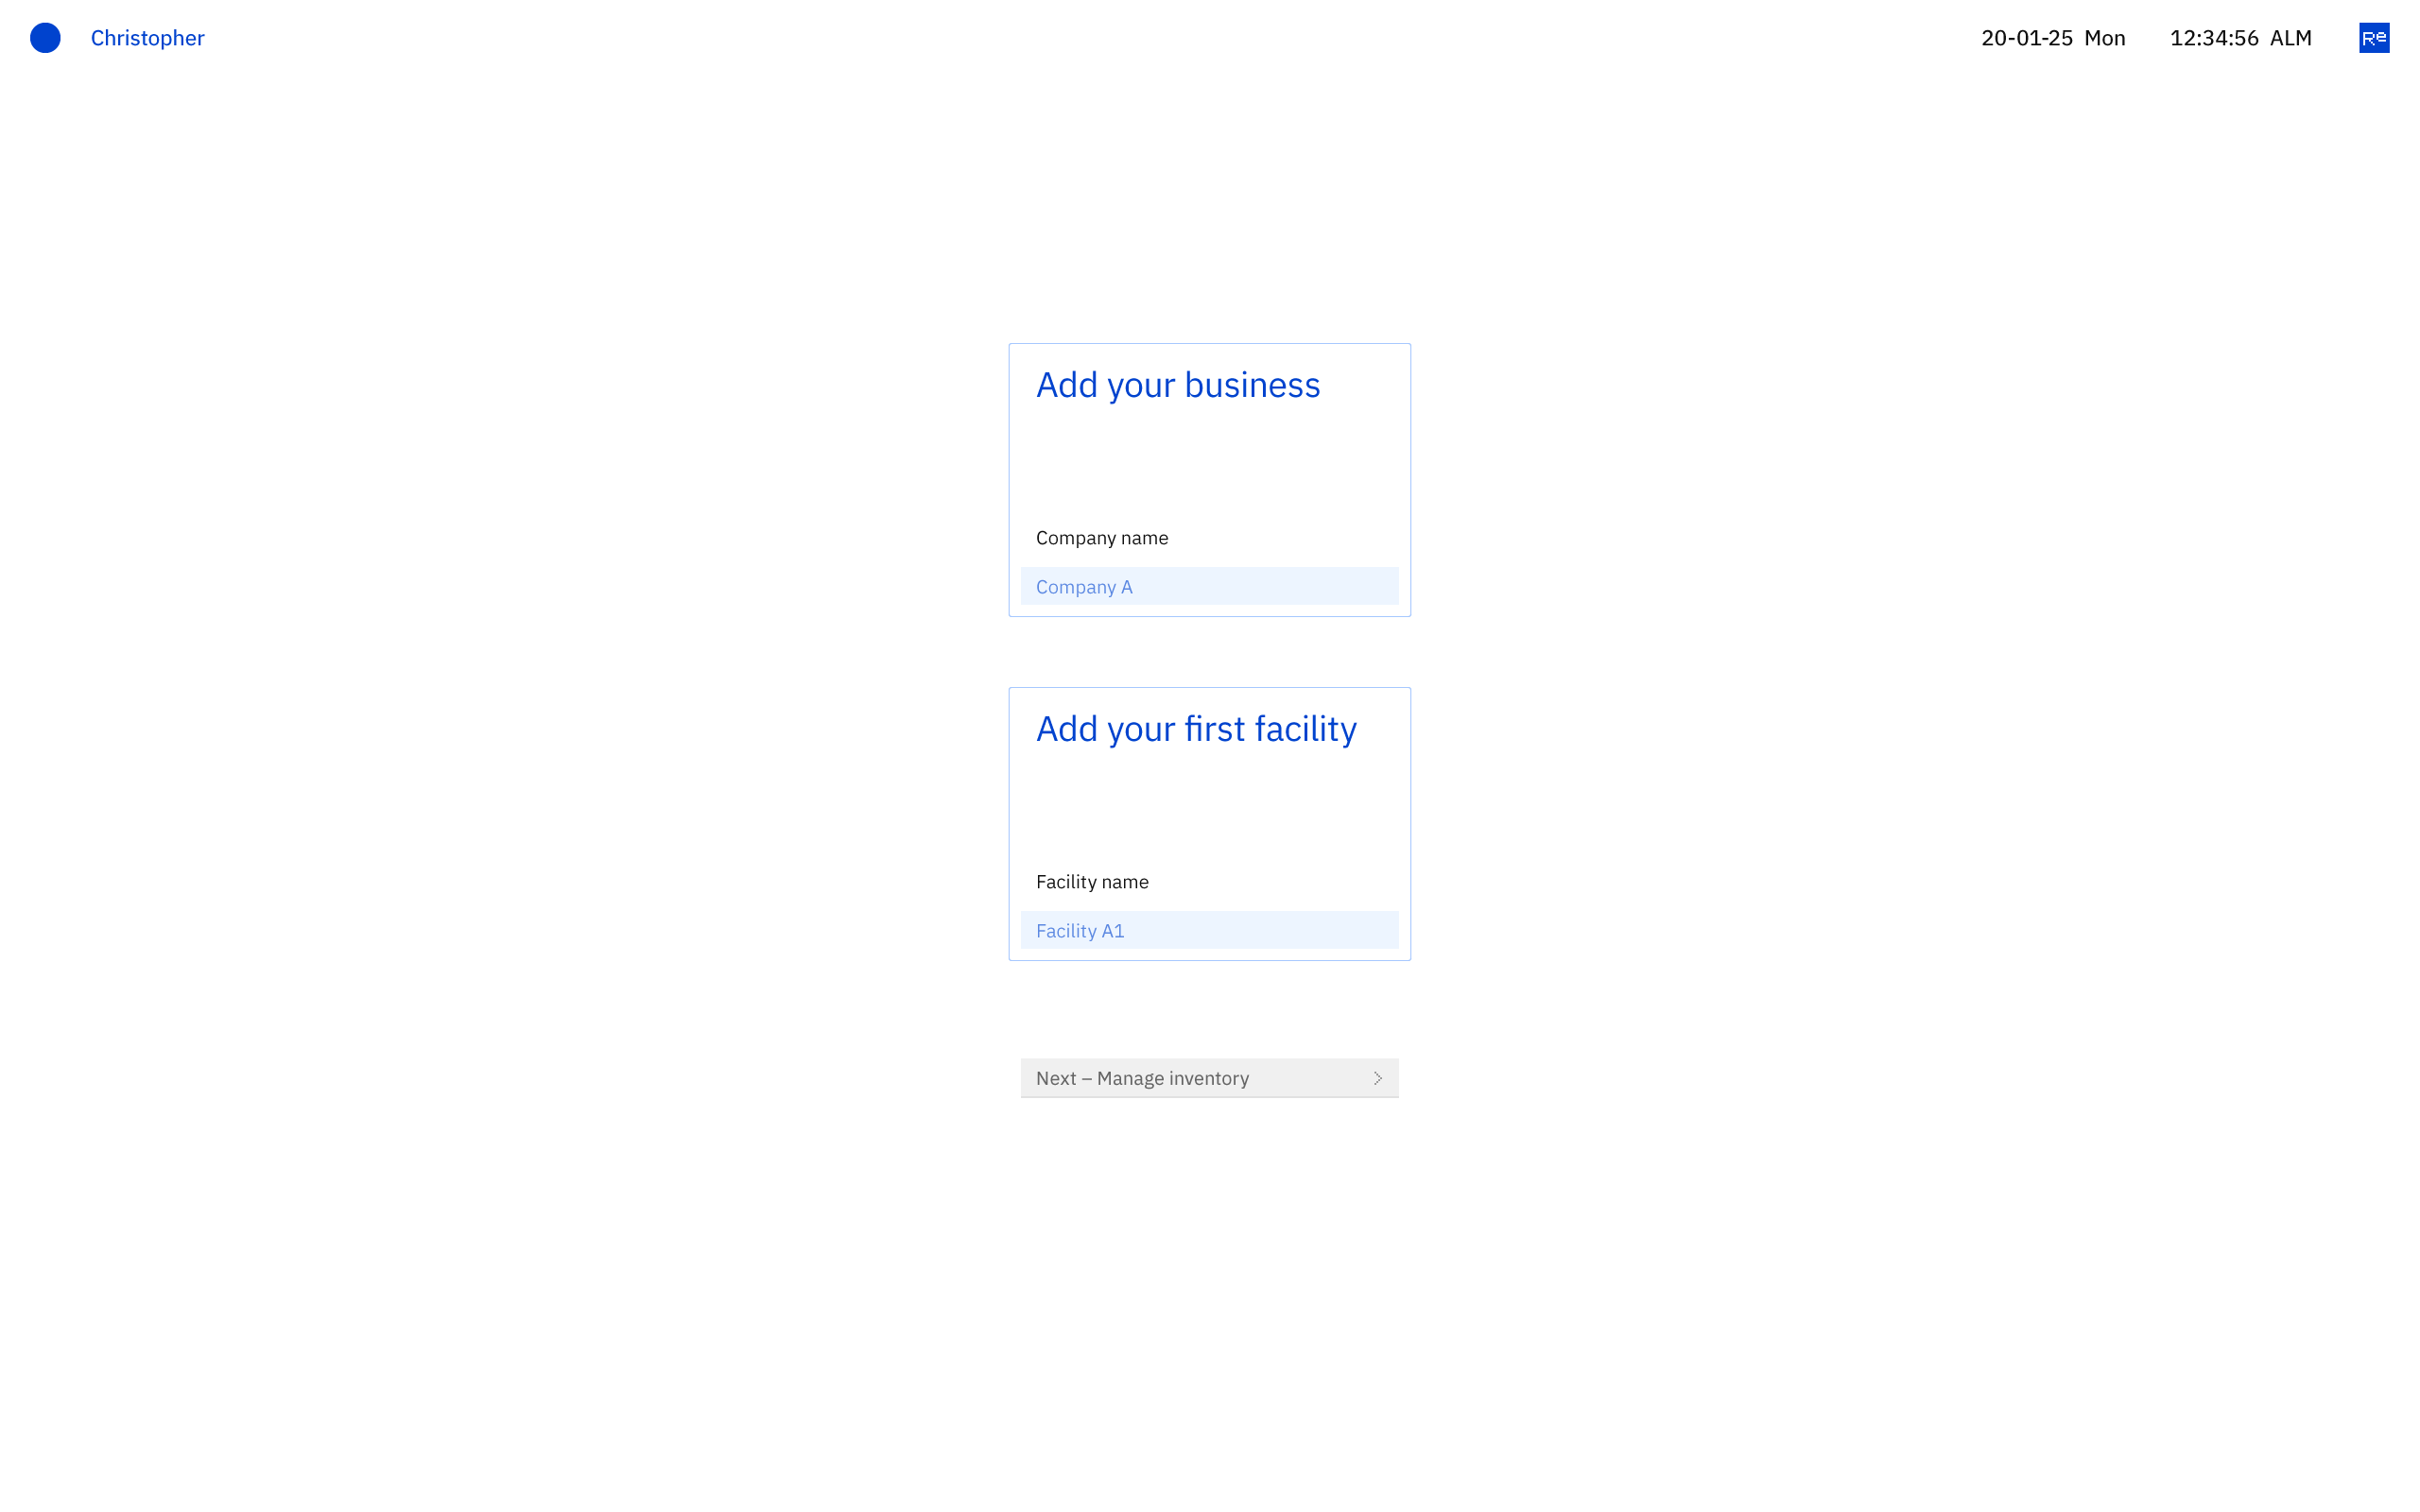 Christopher
20-01-25 Mon
12:34:56 ALM
Re
Add your business
Company name
Company A
Add your first facility
Facility name
Facility A1
Next – Manage inventory